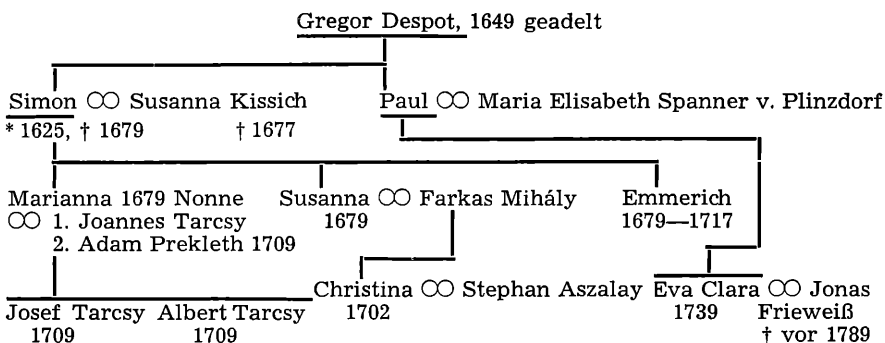 Gregor Despot, 1649 geadelt
Simon ⚭ Susanna Kissich Paul ⚭ Maria Elisabeth Spanner v. Plinzdorf
* 1625, † 1679 † 1677
Marianna 1679 Nonne Susanna ⚭ Farkas Mihály Emmerich
⚭ 1. Joannes Tarcsy 1679 1679—1717
2. Adam Prekleth 1709
Christina ⚭ Stephan Aszalay Eva Clara ⚭ Jonas
Josef Tarcsy Albert Tarcsy 1702 1739 Frieweiß
1709 1709 † vor 1789